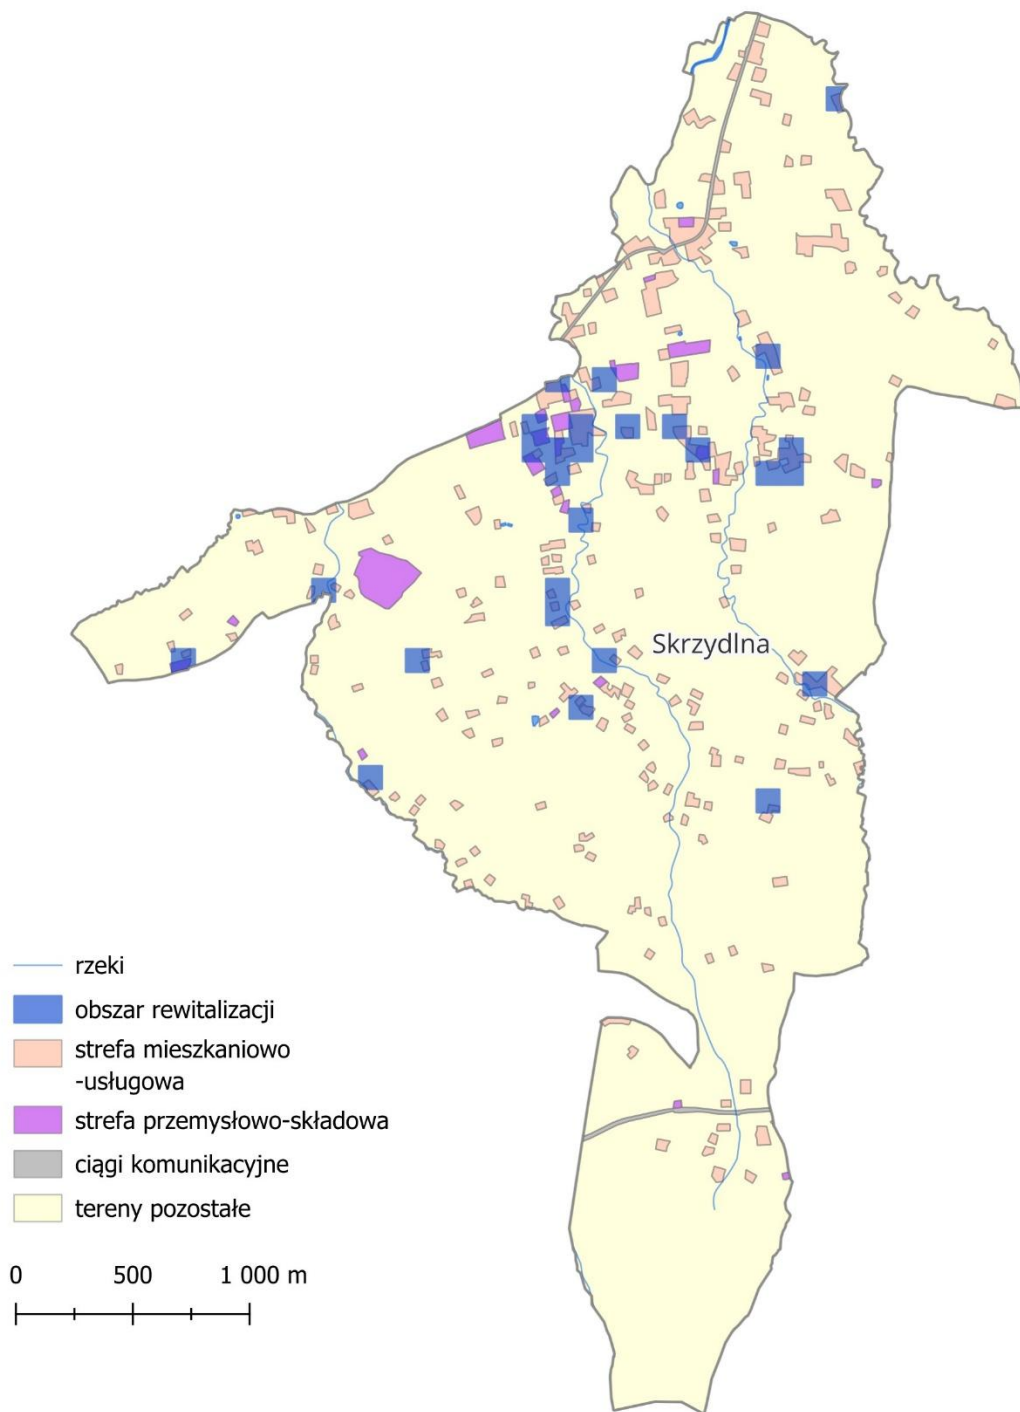 Skrzydlna
rzeki
obszar rewitalizacji
strefa mieszkaniowo
-usługowa
strefa przemysłowo-składowa
ciągi komunikacyjne
tereny pozostałe
0 500 1 000 m